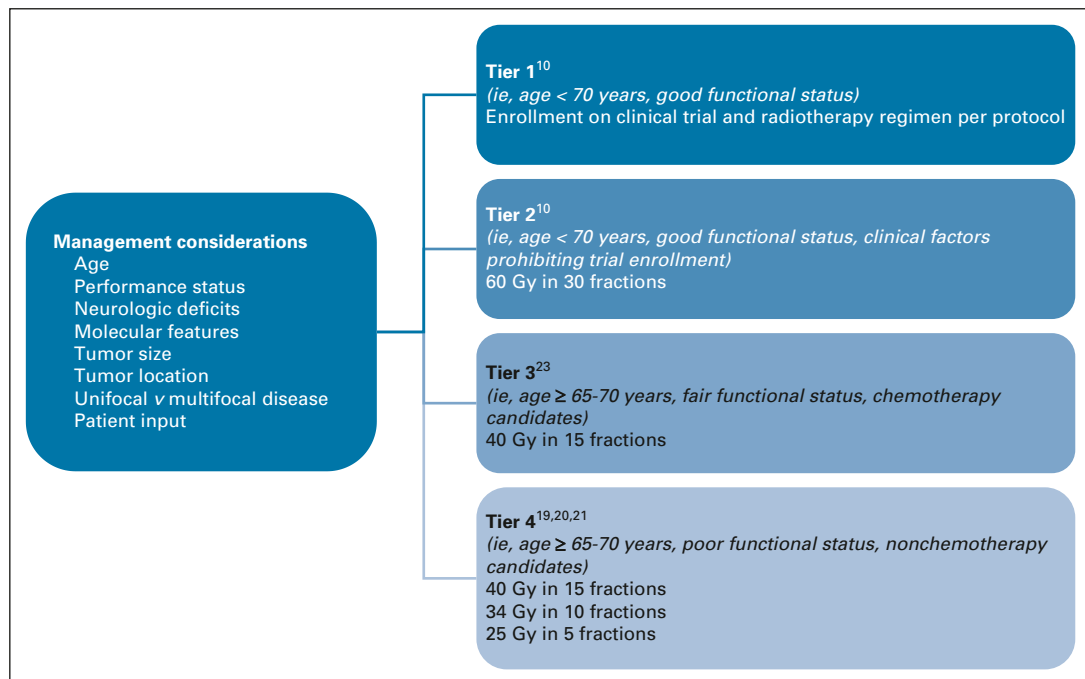 Management considerations
Age
Performance status
Neurologic deficits
Molecular features
Tumor size
Tumor location
Unifocal v multifocal disease
Patient input
Tier 1¹⁰
(ie, age < 70 years, good functional status)
Enrollment on clinical trial and radiotherapy regimen per protocol
Tier 2¹⁰
(ie, age < 70 years, good functional status, clinical factors
prohibiting trial enrollment)
60 Gy in 30 fractions
Tier 3²³
(ie, age ≥ 65-70 years, fair functional status, chemotherapy
candidates)
40 Gy in 15 fractions
Tier 4¹⁹,²⁰,²¹
(ie, age ≥ 65-70 years, poor functional status, nonchemotherapy
candidates)
40 Gy in 15 fractions
34 Gy in 10 fractions
25 Gy in 5 fractions